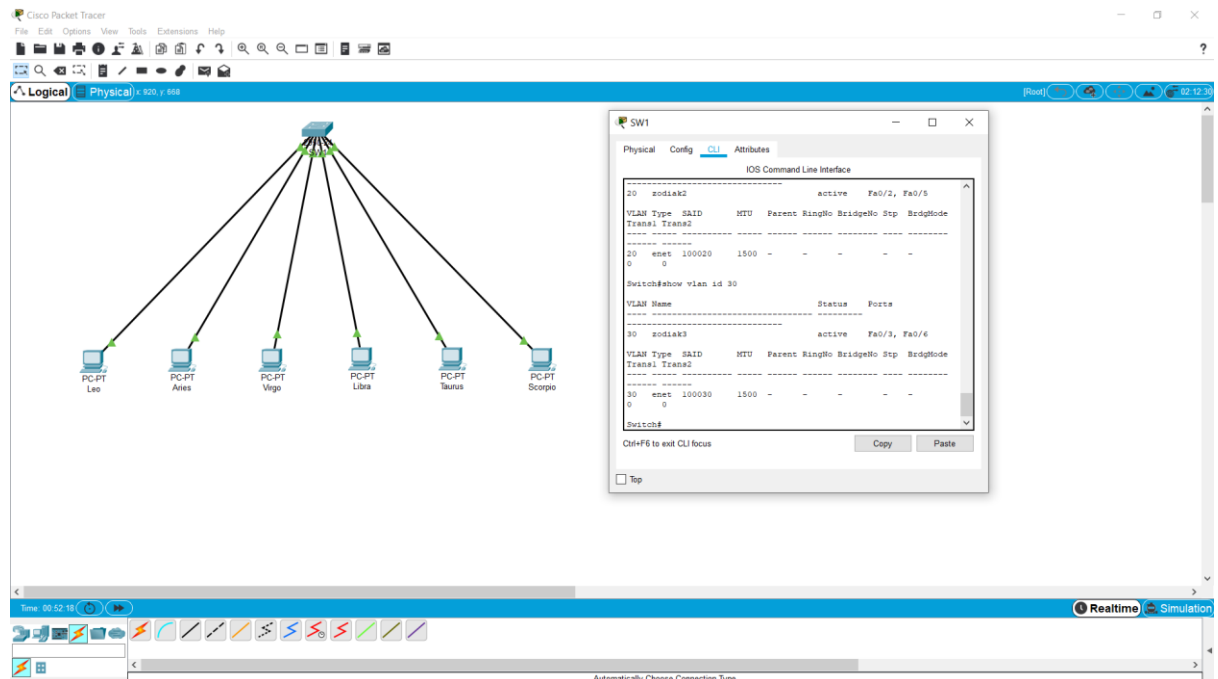 Cisco Packet Tracer
File Edit Options View Tools Extensions Help
?
Logical Physical x: 920, y: 668
[Root] 02:12:30
SW1
PC-PT
Leo
PC-PT
Aries
PC-PT
Virgo
PC-PT
Libra
PC-PT
Taurus
PC-PT
Scorpio
SW1
Physical Config CLI Attributes
IOS Command Line Interface
--------------------------------
20 zodiak2 active Fa0/2, Fa0/5
VLAN Type SAID MTU Parent RingNo BridgeNo Stp BrdgMode
Trans1 Trans2
---- ----- ---------- ----- ------ ------ -------- ---- --------
------ ------
20 enet 100020 1500 - - - - -
0 0
Switch#show vlan id 30
VLAN Name Status Ports
---- -------------------------------- ---------
--------------------------------
30 zodiak3 active Fa0/3, Fa0/6
VLAN Type SAID MTU Parent RingNo BridgeNo Stp BrdgMode
Trans1 Trans2
---- ----- ---------- ----- ------ ------ -------- ---- --------
------ ------
30 enet 100030 1500 - - - - -
0 0
Switch#
Ctrl+F6 to exit CLI focus
Copy Paste
Top
Time: 00:52:18
Realtime Simulation
Automatically Choose Connection Type